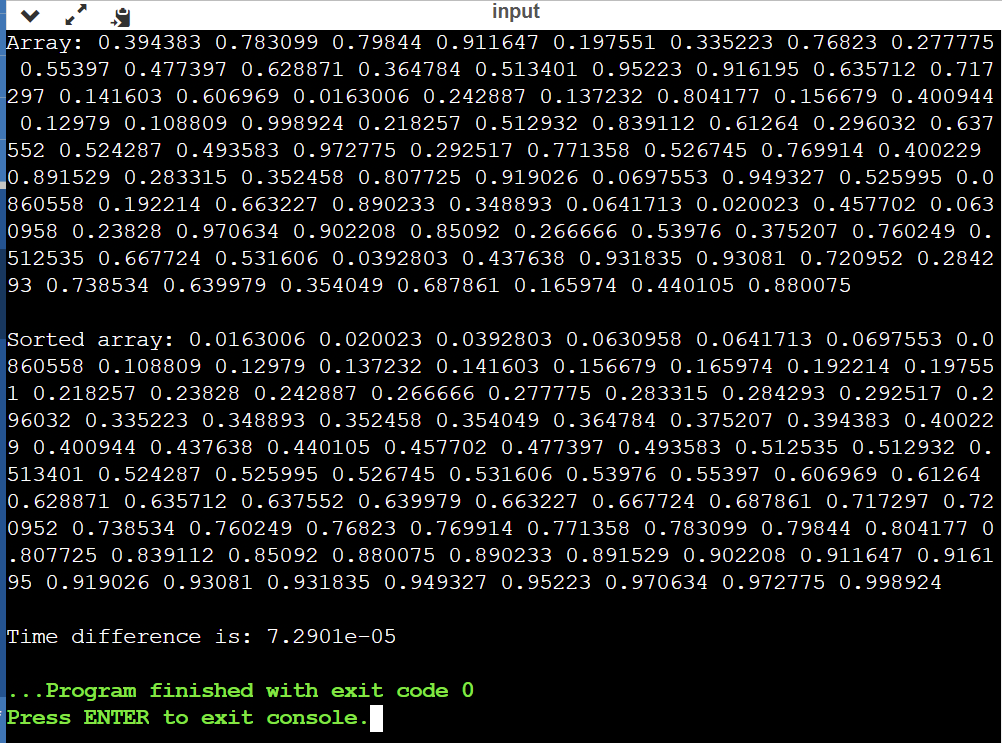 input
Array: 0.394383 0.783099 0.79844 0.911647 0.197551 0.335223 0.76823 0.277775
0.55397 0.477397 0.628871 0.364784 0.513401 0.95223 0.916195 0.635712 0.717
297 0.141603 0.606969 0.0163006 0.242887 0.137232 0.804177 0.156679 0.400944
0.12979 0.108809 0.998924 0.218257 0.512932 0.839112 0.61264 0.296032 0.637
552 0.524287 0.493583 0.972775 0.292517 0.771358 0.526745 0.769914 0.400229
0.891529 0.283315 0.352458 0.807725 0.919026 0.0697553 0.949327 0.525995 0.0
860558 0.192214 0.663227 0.890233 0.348893 0.0641713 0.020023 0.457702 0.063
0958 0.23828 0.970634 0.902208 0.85092 0.266666 0.53976 0.375207 0.760249 0.
512535 0.667724 0.531606 0.0392803 0.437638 0.931835 0.93081 0.720952 0.2842
93 0.738534 0.639979 0.354049 0.687861 0.165974 0.440105 0.880075
Sorted array: 0.0163006 0.020023 0.0392803 0.0630958 0.0641713 0.0697553 0.0
860558 0.108809 0.12979 0.137232 0.141603 0.156679 0.165974 0.192214 0.19755
1 0.218257 0.23828 0.242887 0.266666 0.277775 0.283315 0.284293 0.292517 0.2
96032 0.335223 0.348893 0.352458 0.354049 0.364784 0.375207 0.394383 0.40022
9 0.400944 0.437638 0.440105 0.457702 0.477397 0.493583 0.512535 0.512932 0.
513401 0.524287 0.525995 0.526745 0.531606 0.53976 0.55397 0.606969 0.61264
0.628871 0.635712 0.637552 0.639979 0.663227 0.667724 0.687861 0.717297 0.72
0952 0.738534 0.760249 0.76823 0.769914 0.771358 0.783099 0.79844 0.804177 0
.807725 0.839112 0.85092 0.880075 0.890233 0.891529 0.902208 0.911647 0.9161
95 0.919026 0.93081 0.931835 0.949327 0.95223 0.970634 0.972775 0.998924
Time difference is: 7.2901e-05
...Program finished with exit code 0
Press ENTER to exit console.